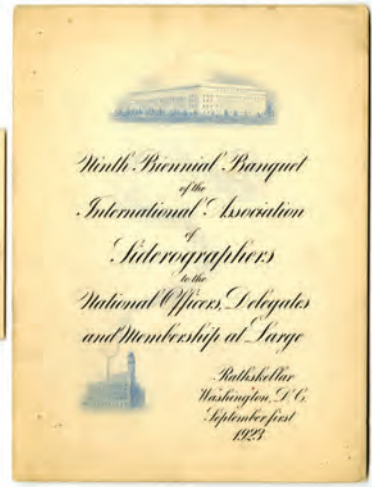 Ninth Biennial Banquet
of the
International Association
of
Siderographers
to the
National Officers, Delegates
and Membership at Large
Rathskellar
Washington, D.C.
September first
1923